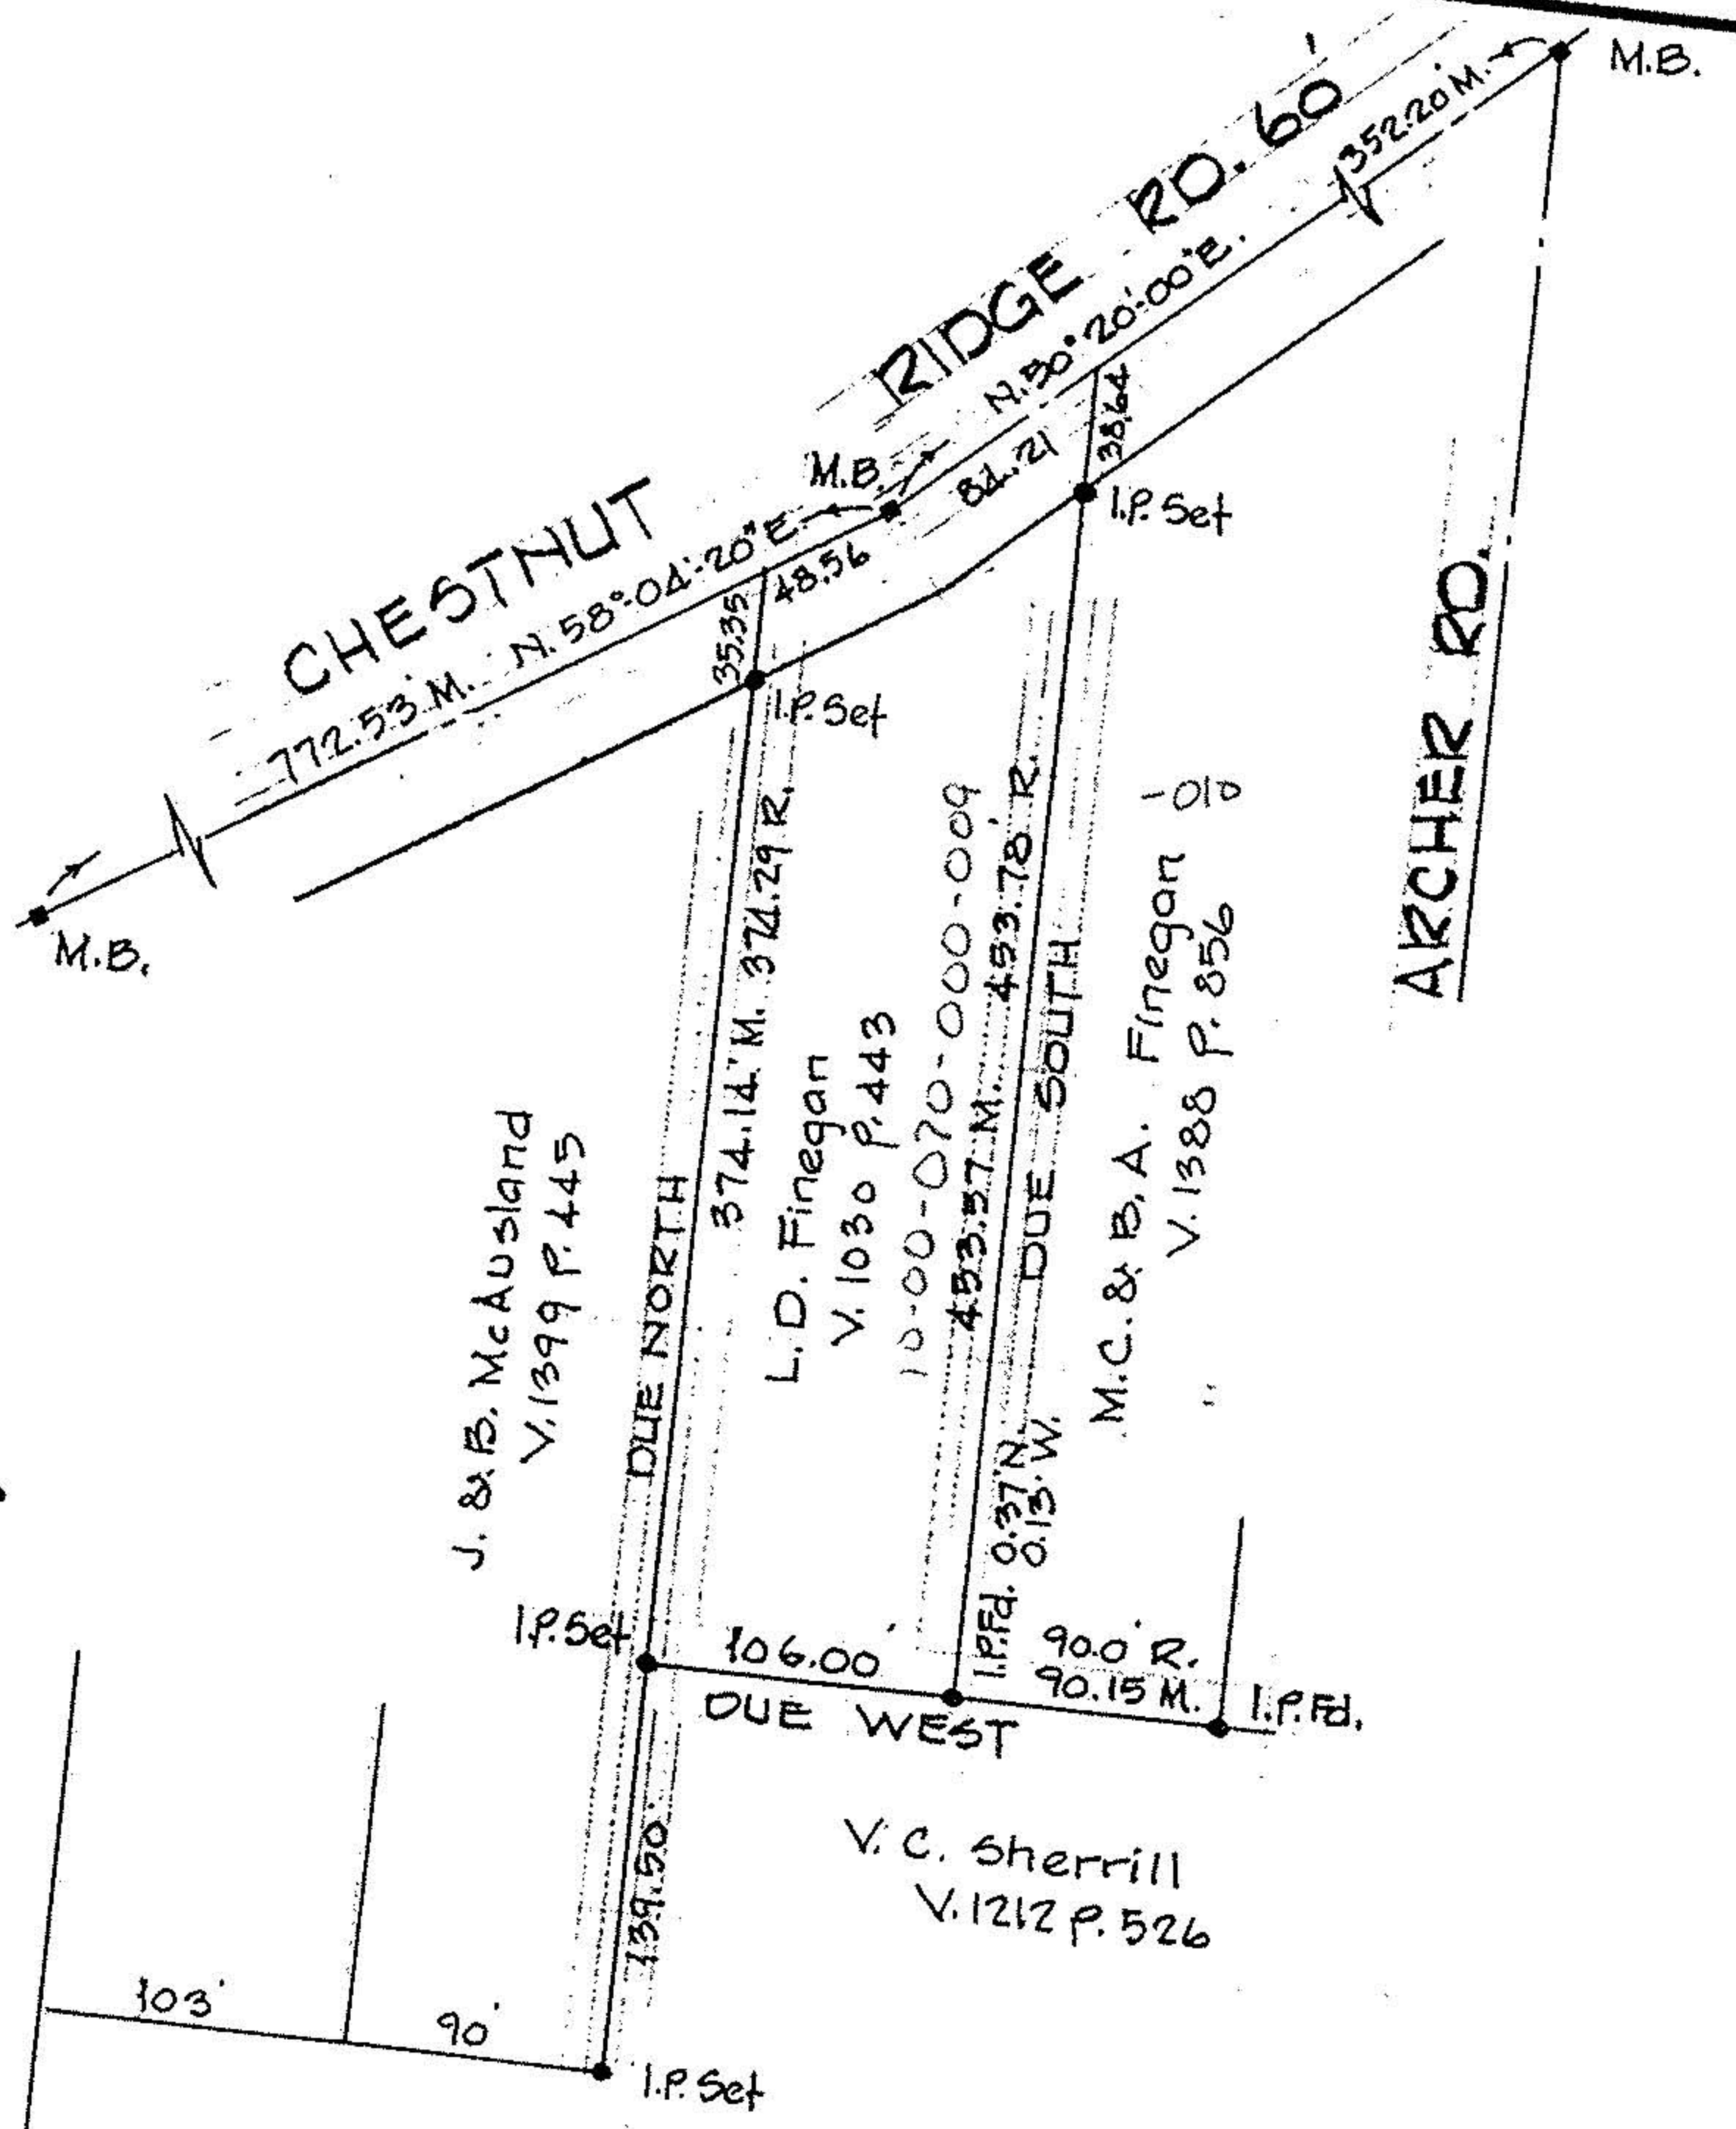 M.B.
CHESTNUT RIDGE RD. 60'
352.20'M.
N.50°-20'-00"E.
38.64
84.21
M.B.
I.P. Set
772.53'M. N.58°-04'-20"E.
48.56
35.35
I.P. Set
M.B.
ARCHER RD.
DUE NORTH
374.14'M. 374.29 R.
J. & B. McAusland
V.1399 P.445
L.D. Finegan
V.1030 P.443
10-00-070-000-009
453.57 M. 453.78' R.
DUE SOUTH
M.C. & B.A. Finegan -010
V.1388 P.856
I.P.Fd. 0.37'N.
0.13'W.
I.P.Set
106.00'
DUE WEST
90.0' R.
90.15 M.
I.P.Fd.
139.50'
V.C. Sherrill
V.1212 P.526
103'
90'
I.P. Set